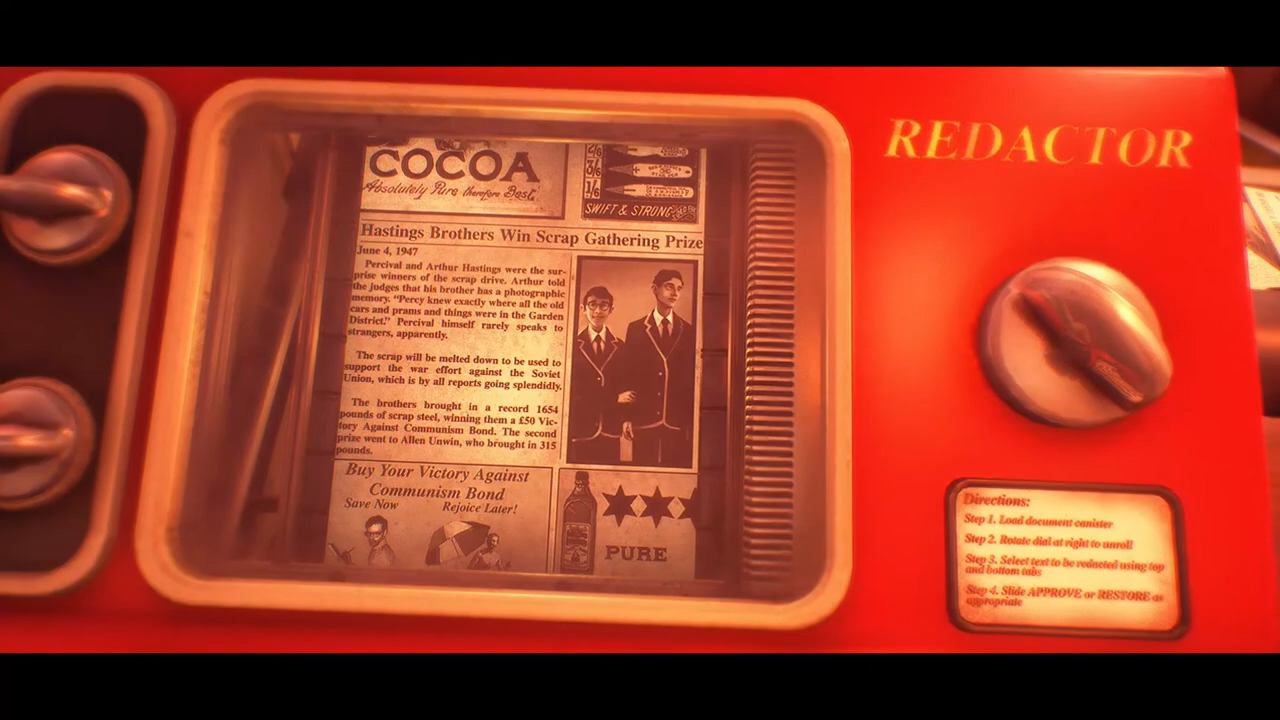 COCOA
Absolutely Pure therefore Best.
2/6
3/6
1/6
SWIFT & STRONG
REDACTOR
Hastings Brothers Win Scrap Gathering Prize
June 4, 1947
Percival and Arthur Hastings were the sur-
prise winners of the scrap drive. Arthur told
the judges that his brother has a photographic
memory. “Percy knew exactly where all the old
cars and prams and things were in the Garden
District.” Percival himself rarely speaks to
strangers, apparently.
The scrap will be melted down to be used to
support the war effort against the Soviet
Union, which is by all reports going splendidly.
The brothers brought in a record 1654
pounds of scrap steel, winning them a £50 Vic-
tory Against Communism Bond. The second
prize went to Allen Unwin, who brought in 315
pounds.
Buy Your Victory Against
Communism Bond
Save Now Rejoice Later!
PURE
Directions:
Step 1. Load document canister
Step 2. Rotate dial at right to unroll
Step 3. Select text to be redacted using top
and bottom tabs
Step 4. Slide APPROVE or RESTORE as
appropriate